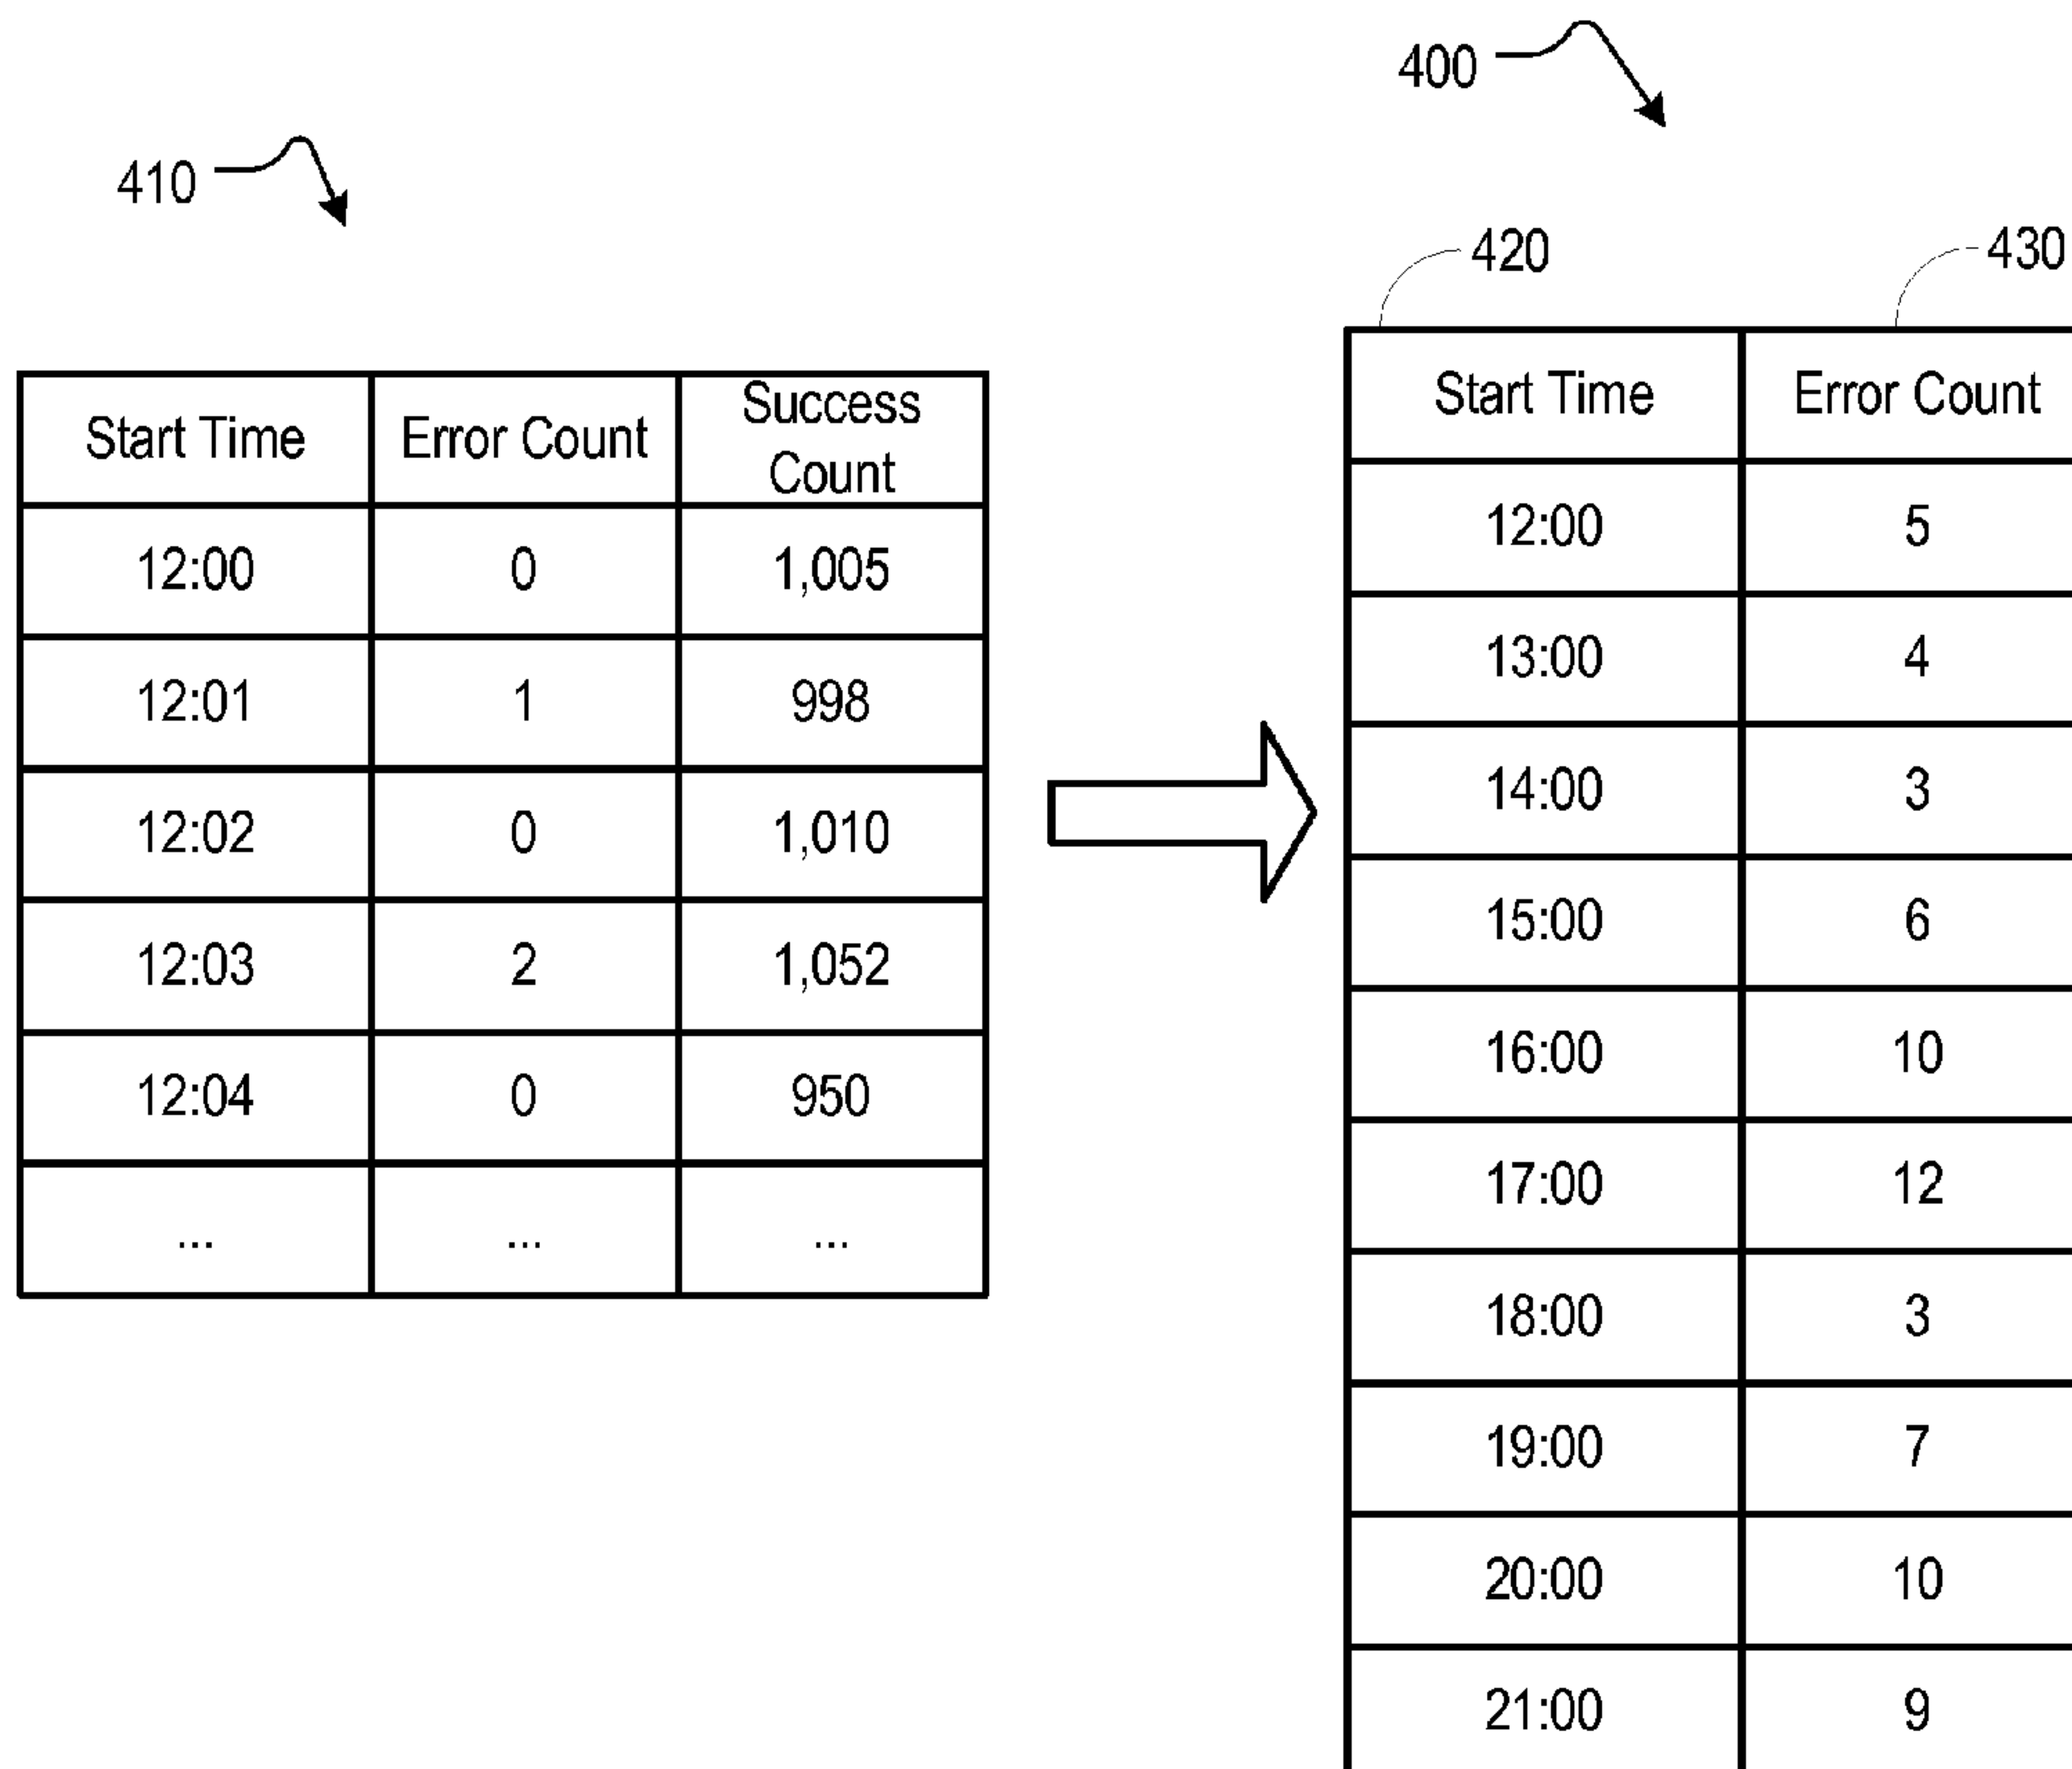 400
410
420
430
Start Time Error Count Success Count
12:00 0 1,005
12:01 1 998
12:02 0 1,010
12:03 2 1,052
12:04 0 950
... ... ...
Start Time Error Count
12:00 5
13:00 4
14:00 3
15:00 6
16:00 10
17:00 12
18:00 3
19:00 7
20:00 10
21:00 9